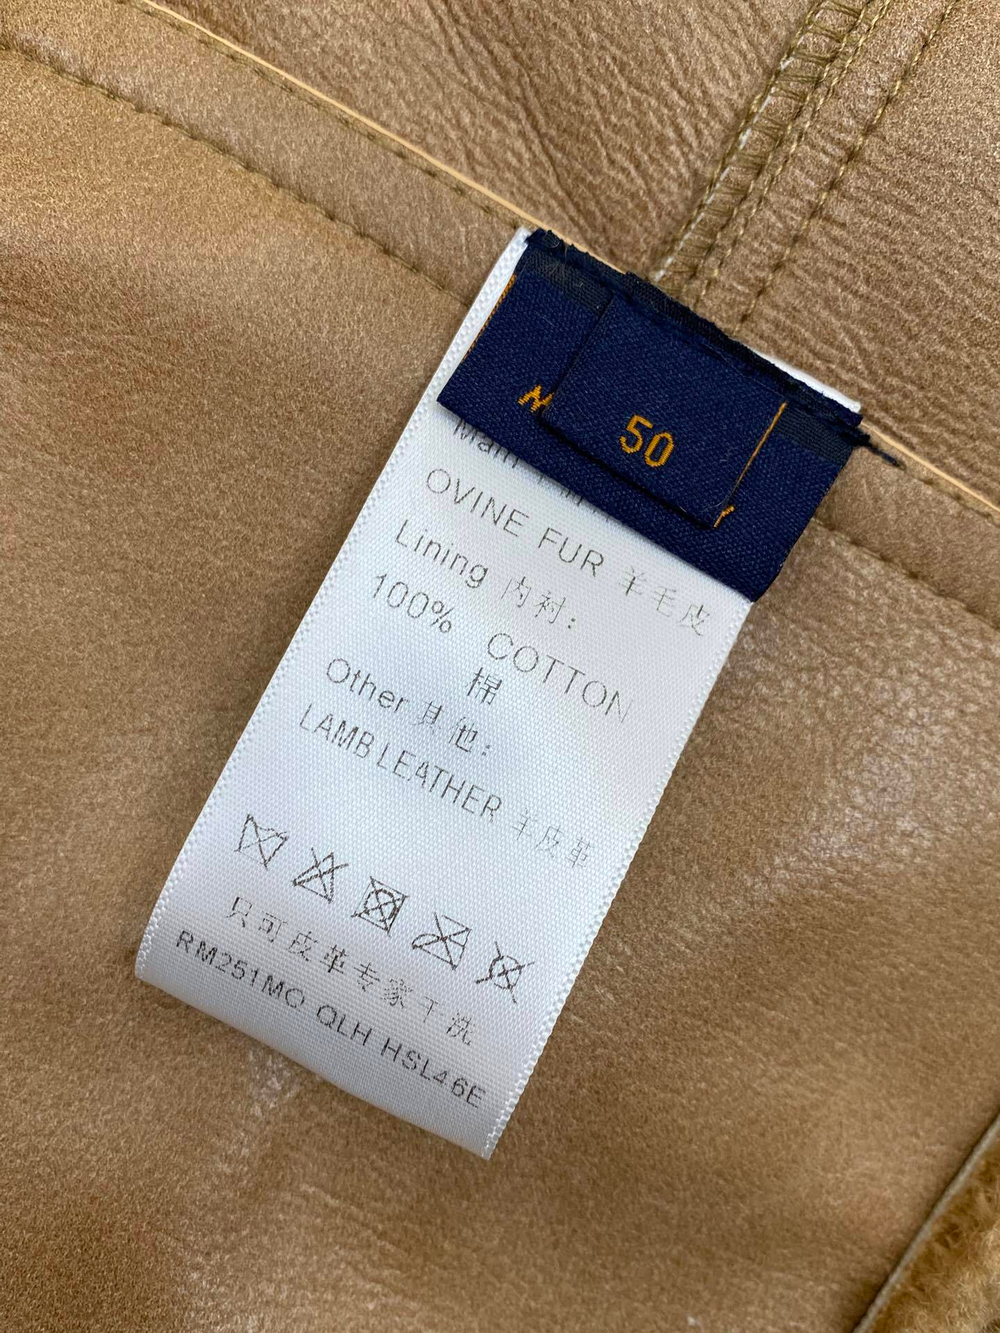 50
Main
OVINE FUR 羊毛皮
Lining 内衬:
100% COTTON
棉
Other 其他:
LAMB LEATHER 羊皮革
只可皮革专家干洗
RM251MO QLH HSL46E